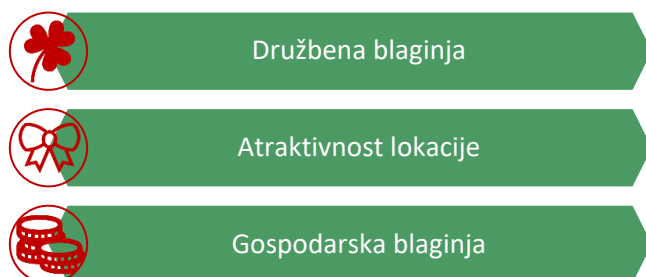 Družbena blaginja
Atraktivnost lokacije
Gospodarska blaginja